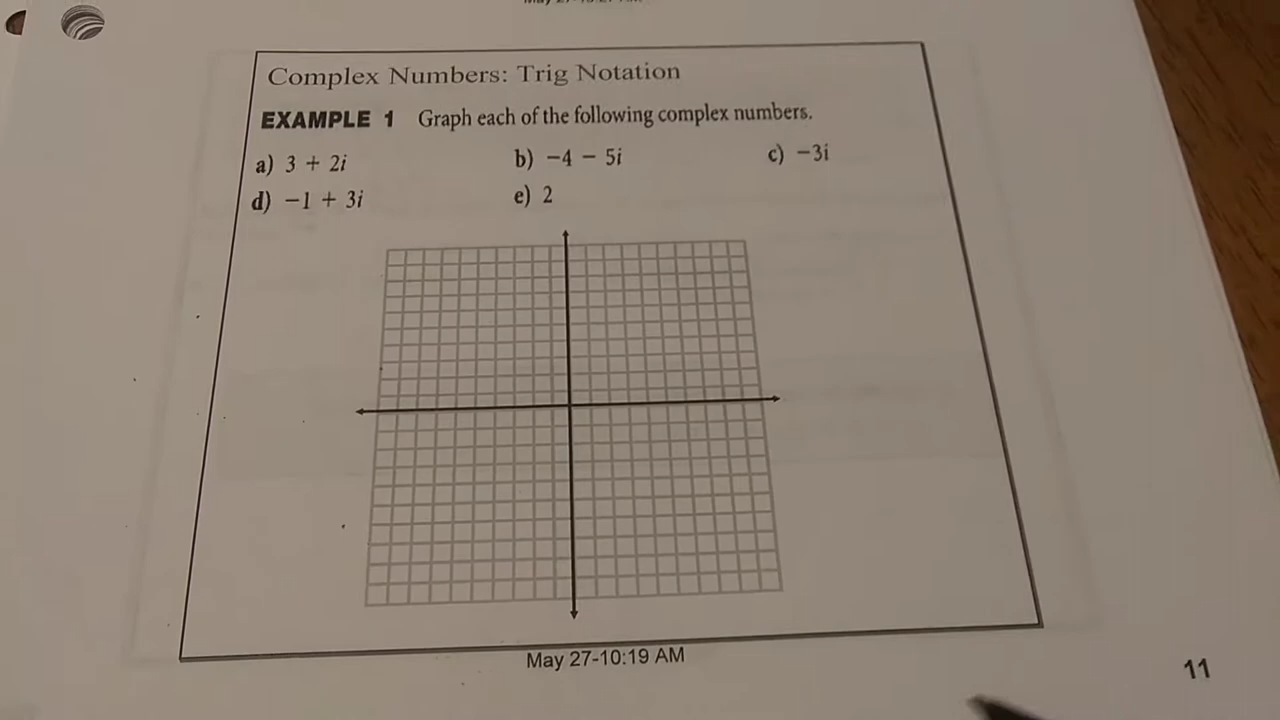 Complex Numbers: Trig Notation
EXAMPLE 1 Graph each of the following complex numbers.
a) 3 + 2i b) −4 − 5i c) −3i
d) −1 + 3i e) 2
May 27-10:19 AM
11